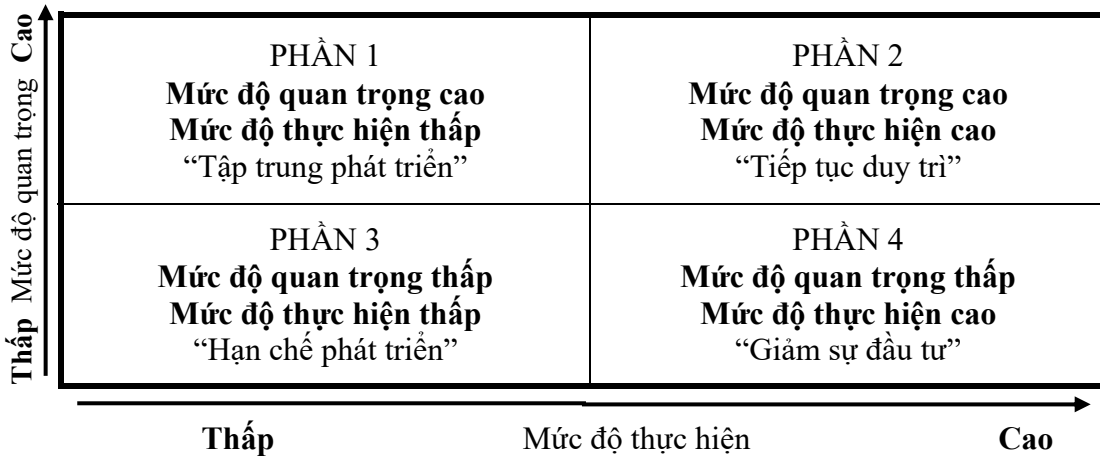 PHẦN 1
Mức độ quan trọng cao
Mức độ thực hiện thấp
“Tập trung phát triển”
PHẦN 2
Mức độ quan trọng cao
Mức độ thực hiện cao
“Tiếp tục duy trì”
PHẦN 3
Mức độ quan trọng thấp
Mức độ thực hiện thấp
“Hạn chế phát triển”
PHẦN 4
Mức độ quan trọng thấp
Mức độ thực hiện cao
“Giảm sự đầu tư”
Thấp Mức độ quan trọng Cao
Thấp Mức độ thực hiện Cao